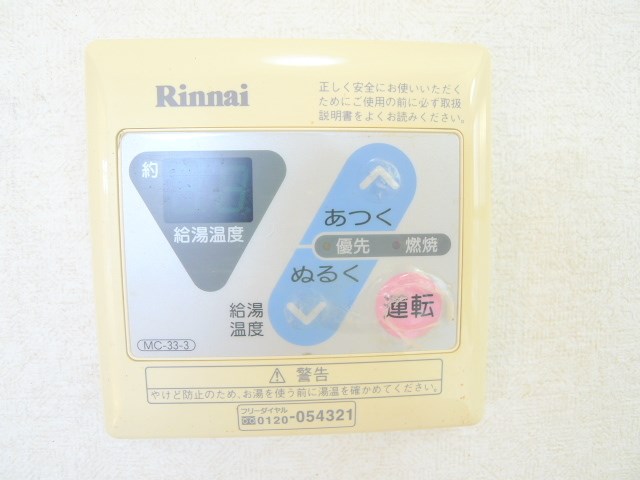 Rinnai
正しく安全にお使いいただく
ためにご使用の前に必ず取扱
説明書をよくお読みください。
約
給湯温度
あつく
優先 燃焼
ぬるく
給湯
温度
運転
MC-33-3
⚠ 警告
やけど防止のため、お湯を使う前に湯温を確かめてください。
フリーダイヤル
0120-054321